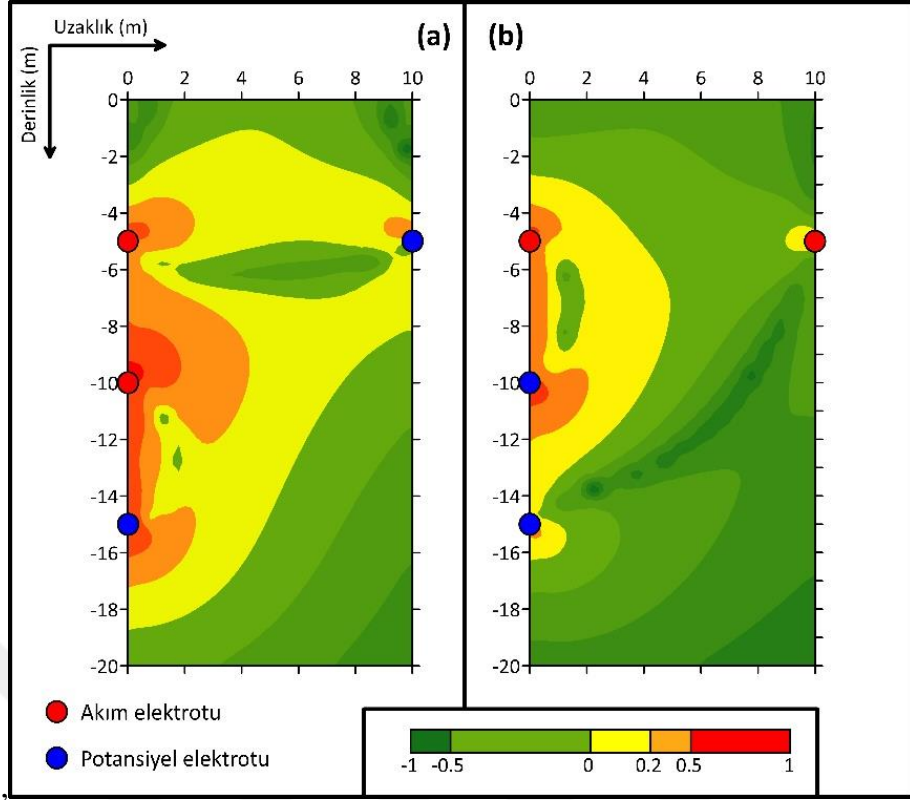 Uzaklık (m)
Derinlik (m)
(a)
(b)
0 2 4 6 8 10
0 2 4 6 8 10
0
-2
-4
-6
-8
-10
-12
-14
-16
-18
-20
0
-2
-4
-6
-8
-10
-12
-14
-16
-18
-20
Akım elektrotu
Potansiyel elektrotu
-1 -0.5 0 0.2 0.5 1
,